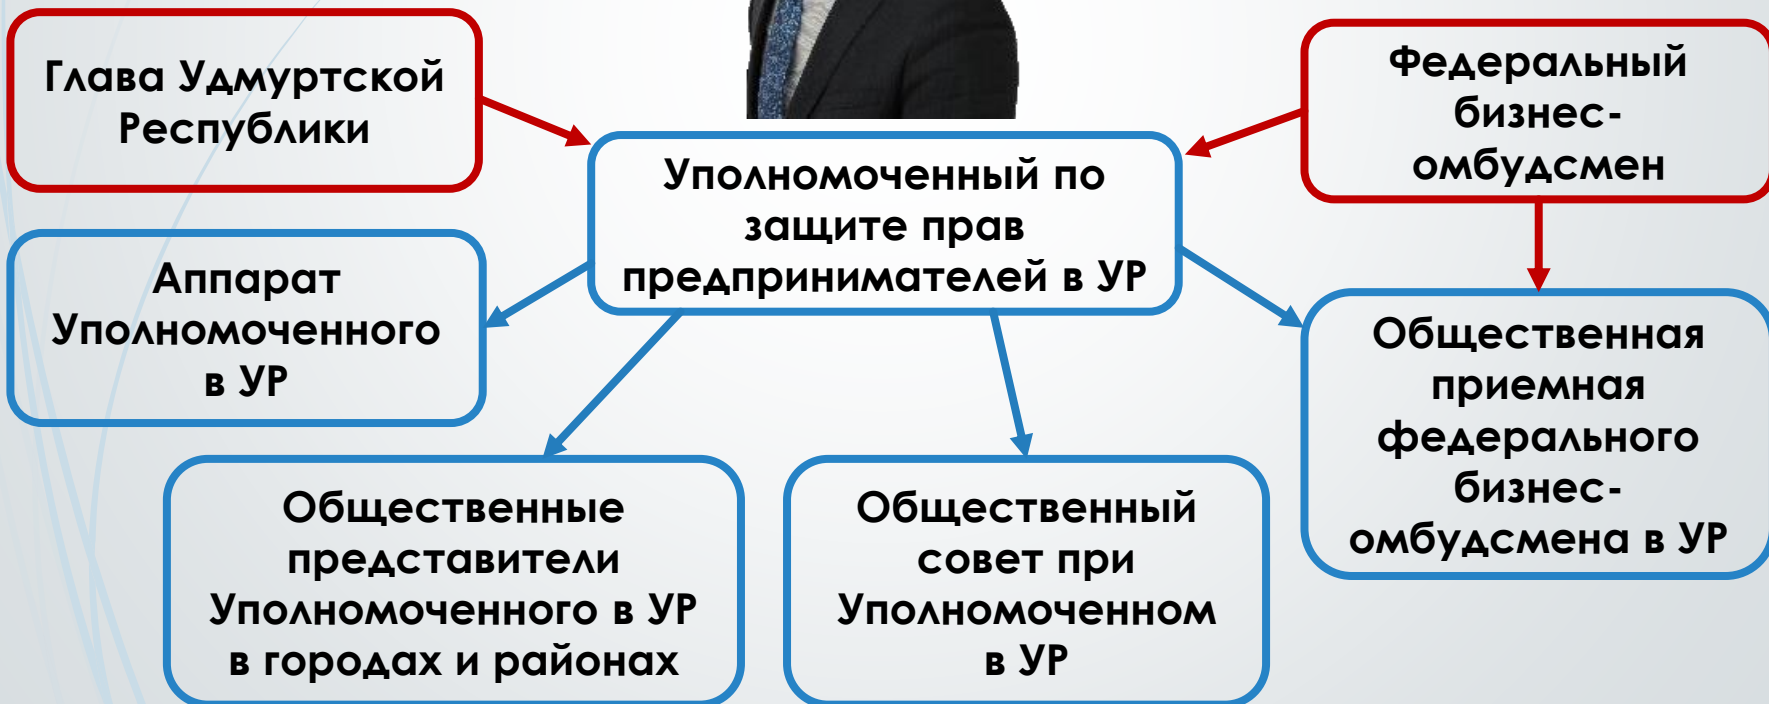 Глава Удмуртской
Республики
Федеральный
бизнес-
омбудсмен
Уполномоченный по
защите прав
предпринимателей в УР
Аппарат
Уполномоченного
в УР
Общественная
приемная
федерального
бизнес-
омбудсмена в УР
Общественные
представители
Уполномоченного в УР
в городах и районах
Общественный
совет при
Уполномоченном
в УР